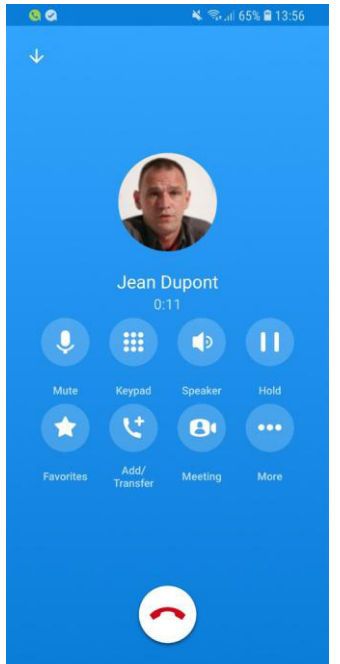 65% 13:56
Jean Dupont
0:11
Mute Keypad Speaker Hold
Favorites Add/ Meeting More
Transfer